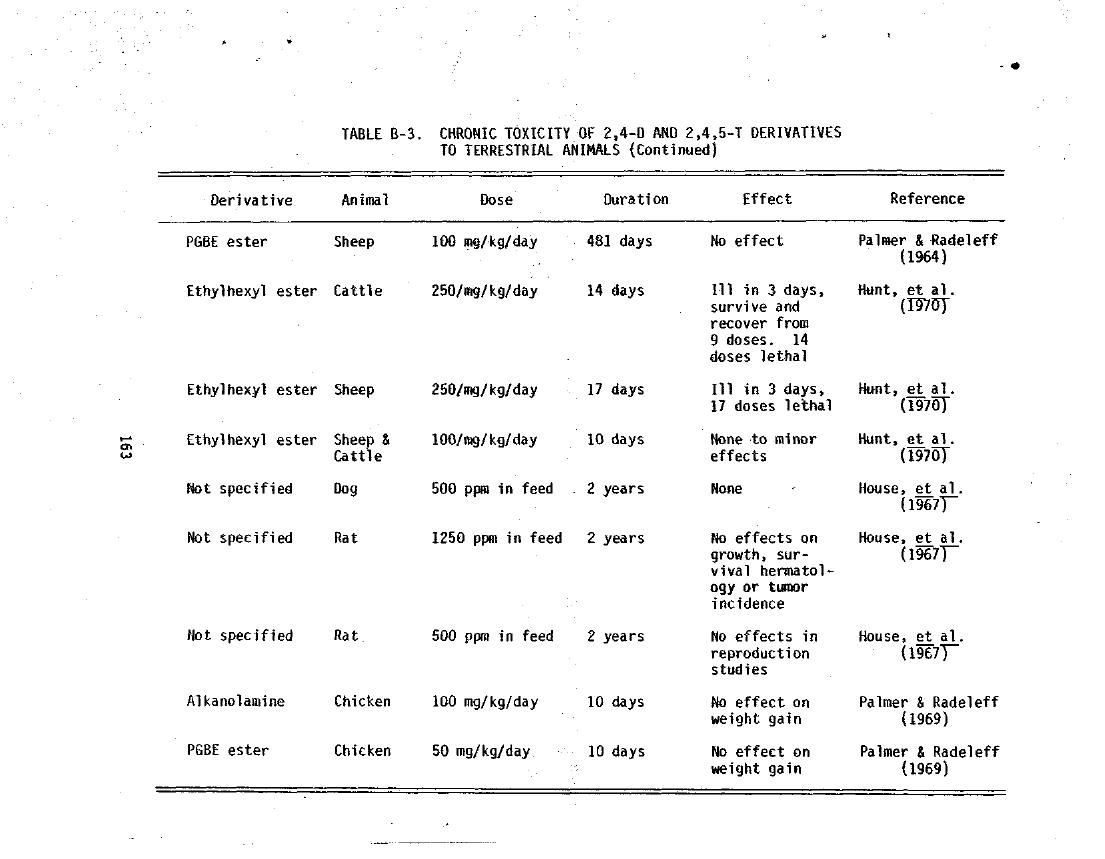 TABLE B-3. CHRONIC TOXICITY OF 2,4-D AND 2,4,5-T DERIVATIVES
TO TERRESTRIAL ANIMALS (Continued)
Derivative Animal Dose Duration Effect Reference
PGBE ester Sheep 100 mg/kg/day 481 days No effect Palmer & Radeleff
(1964)
Ethylhexyl ester Cattle 250/mg/kg/day 14 days Ill in 3 days, Hunt, et al.
survive and (1970)
recover from
9 doses. 14
doses lethal
Ethylhexyl ester Sheep 250/mg/kg/day 17 days Ill in 3 days, Hunt, et al.
17 doses lethal (1970)
Ethylhexyl ester Sheep & 100/mg/kg/day 10 days None to minor Hunt, et al.
Cattle effects (1970)
Not specified Dog 500 ppm in feed 2 years None House, et al.
(1967)
Not specified Rat 1250 ppm in feed 2 years No effects on House, et al.
growth, sur- (1967)
vival hermatol-
ogy or tumor
incidence
Not specified Rat 500 ppm in feed 2 years No effects in House, et al.
reproduction (1967)
studies
Alkanolamine Chicken 100 mg/kg/day 10 days No effect on Palmer & Radeleff
weight gain (1969)
PGBE ester Chicken 50 mg/kg/day 10 days No effect on Palmer & Radeleff
weight gain (1969)
163